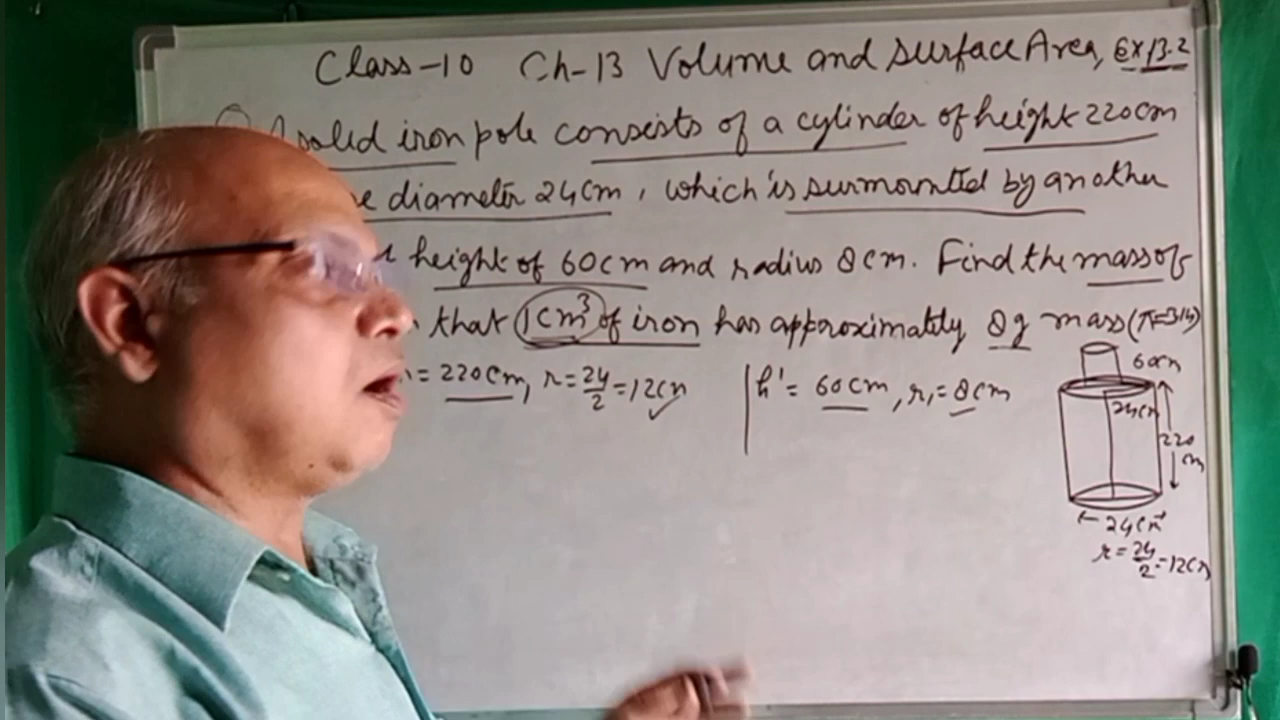 Class-10 Ch-13 Volume and Surface Area, Ex 13.2
solid iron pole consists of a cylinder of height 220cm
diameter 24cm, which is surmounted by another
height of 60cm and radius 8cm. Find the mass of
that 1cm³ of iron has approximately 8g mass (π=3.14)
= 220cm, r = 24/2 = 12cm
h' = 60cm, r₁ = 8cm
60cm
24cm
220 cm
24cm
r = 24/2 = 12cm